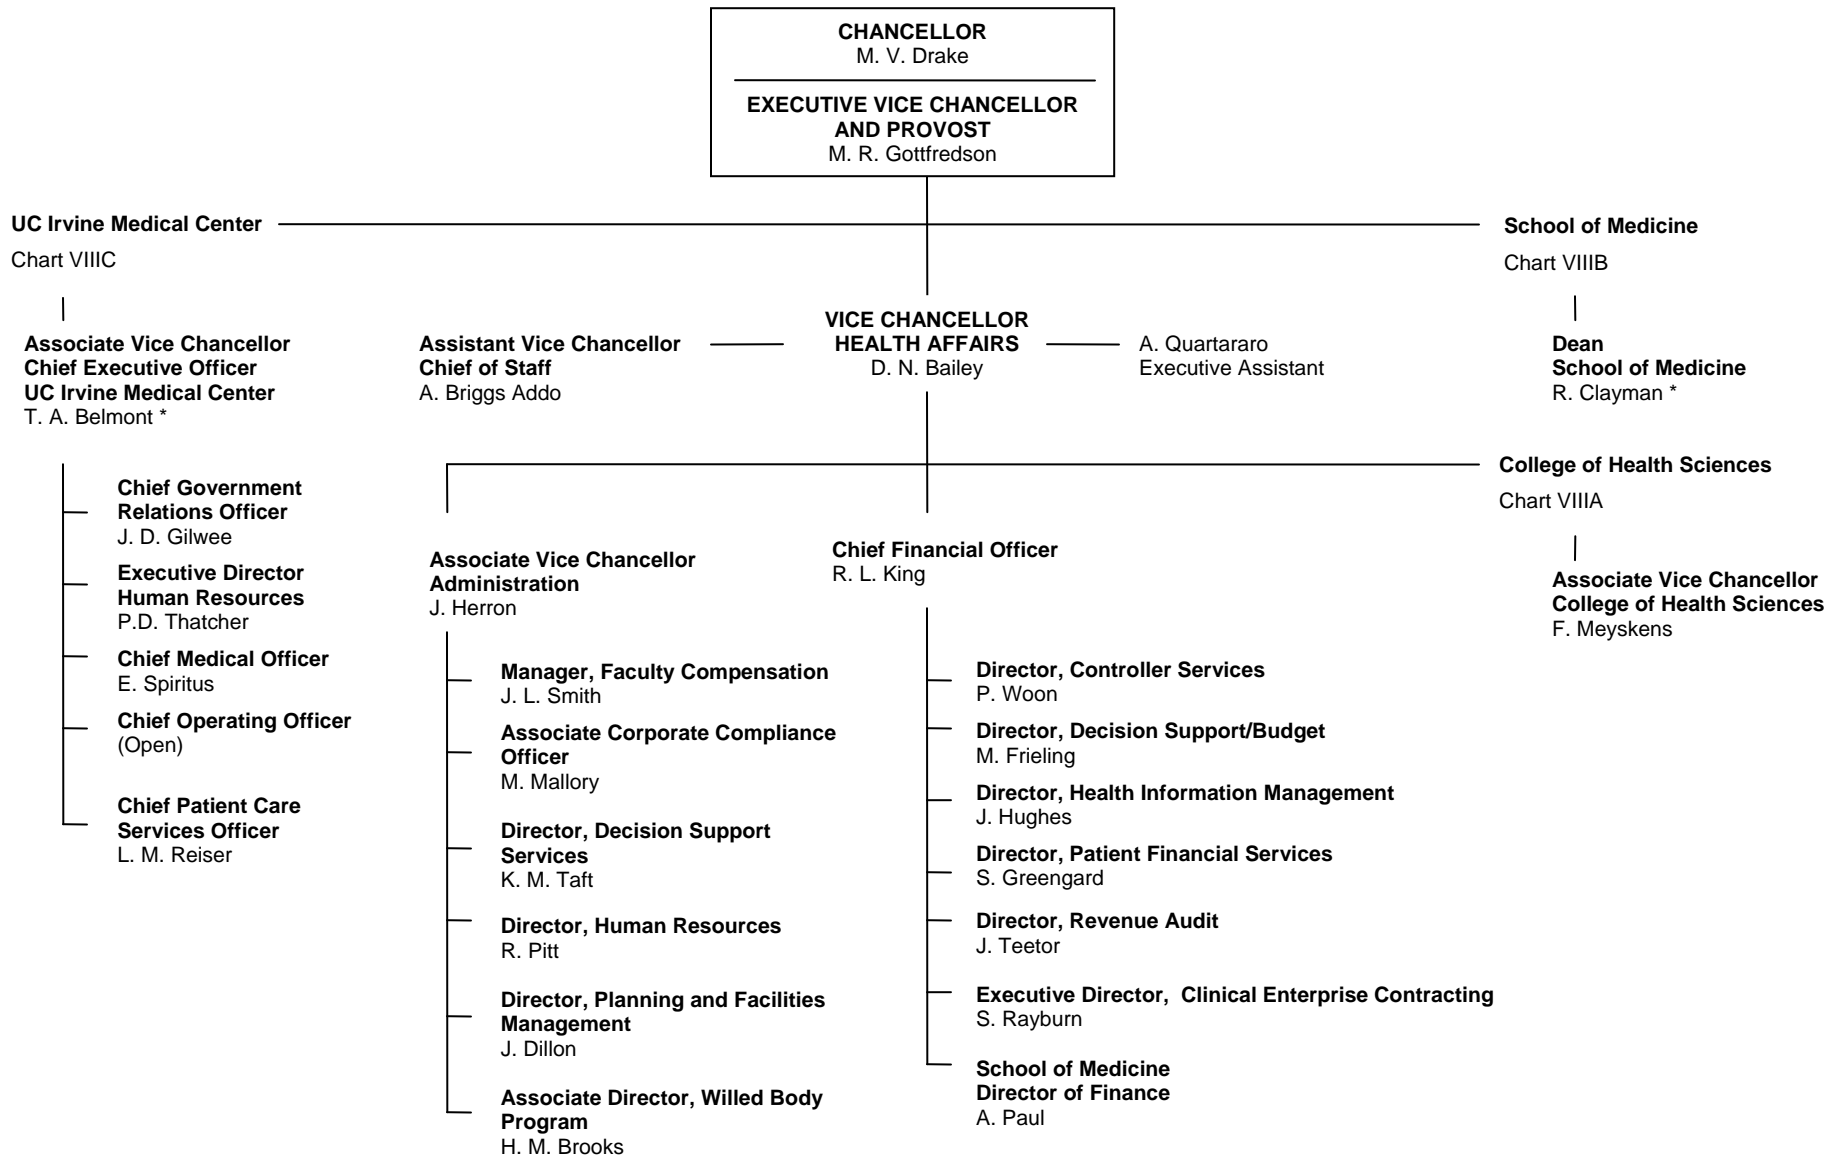 CHANCELLOR
M. V. Drake
EXECUTIVE VICE CHANCELLOR
AND PROVOST
M. R. Gottfredson
UC Irvine Medical Center
Chart VIIIC
School of Medicine
Chart VIIIB
Associate Vice Chancellor
Chief Executive Officer
UC Irvine Medical Center
T. A. Belmont *
Assistant Vice Chancellor
Chief of Staff
A. Briggs Addo
VICE CHANCELLOR
HEALTH AFFAIRS
D. N. Bailey
A. Quartararo
Executive Assistant
Dean
School of Medicine
R. Clayman *
Chief Government
Relations Officer
J. D. Gilwee
Executive Director
Human Resources
P.D. Thatcher
Chief Medical Officer
E. Spiritus
Chief Operating Officer
(Open)
Chief Patient Care
Services Officer
L. M. Reiser
Associate Vice Chancellor
Administration
J. Herron
Manager, Faculty Compensation
J. L. Smith
Associate Corporate Compliance
Officer
M. Mallory
Director, Decision Support
Services
K. M. Taft
Director, Human Resources
R. Pitt
Director, Planning and Facilities
Management
J. Dillon
Associate Director, Willed Body
Program
H. M. Brooks
Chief Financial Officer
R. L. King
Director, Controller Services
P. Woon
Director, Decision Support/Budget
M. Frieling
Director, Health Information Management
J. Hughes
Director, Patient Financial Services
S. Greengard
Director, Revenue Audit
J. Teetor
Executive Director,  Clinical Enterprise Contracting
S. Rayburn
School of Medicine
Director of Finance
A. Paul
College of Health Sciences
Chart VIIIA
Associate Vice Chancellor
College of Health Sciences
F. Meyskens